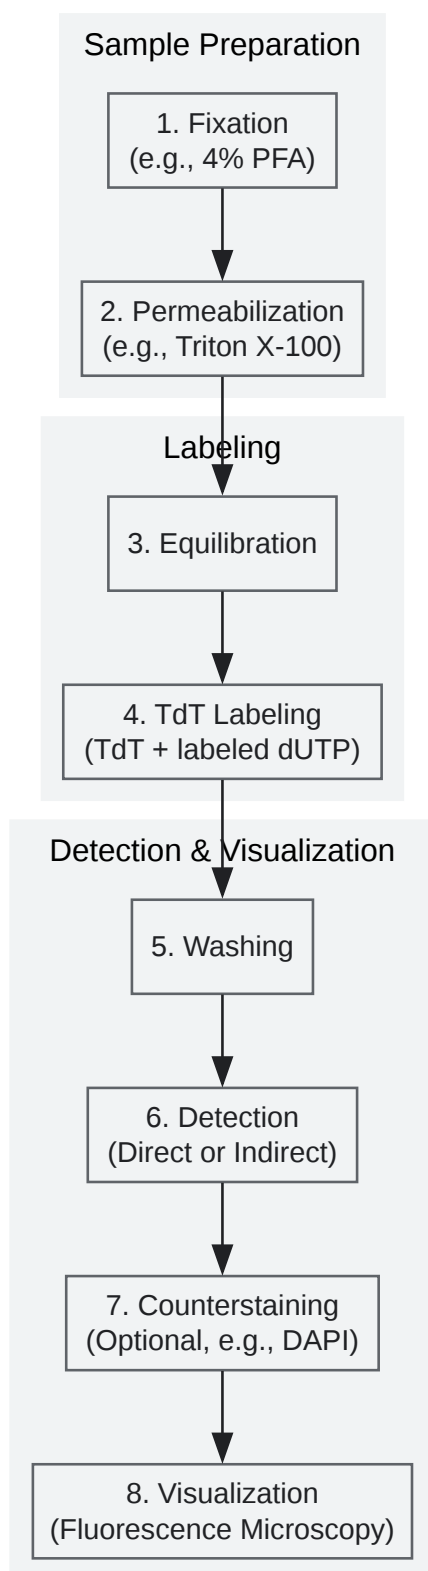 Sample Preparation
1. Fixation
(e.g., 4% PFA)
2. Permeabilization
(e.g., Triton X-100)
Labeling
3. Equilibration
4. TdT Labeling
(TdT + labeled dUTP)
Detection & Visualization
5. Washing
6. Detection
(Direct or Indirect)
7. Counterstaining
(Optional, e.g., DAPI)
8. Visualization
(Fluorescence Microscopy)